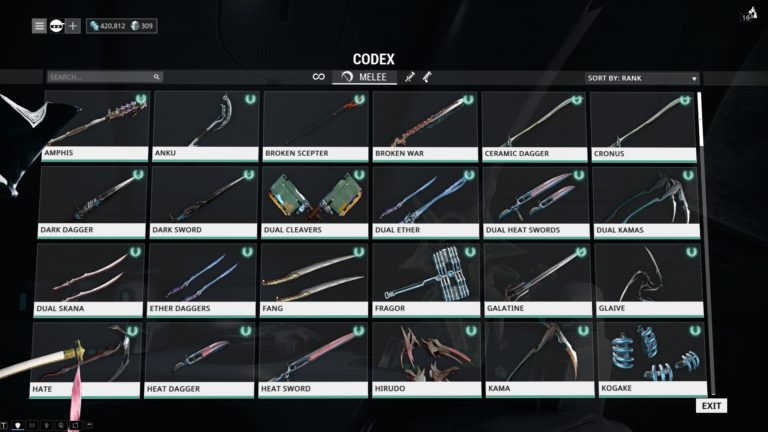 420,812 309
16
CODEX
SEARCH...
MELEE
SORT BY: RANK
AMPHIS
ANKU
BROKEN SCEPTER
BROKEN WAR
CERAMIC DAGGER
CRONUS
DARK DAGGER
DARK SWORD
DUAL CLEAVERS
DUAL ETHER
DUAL HEAT SWORDS
DUAL KAMAS
DUAL SKANA
ETHER DAGGERS
FANG
FRAGOR
GALATINE
GLAIVE
HATE
HEAT DAGGER
HEAT SWORD
HIRUDO
KAMA
KOGAKE
EXIT
T